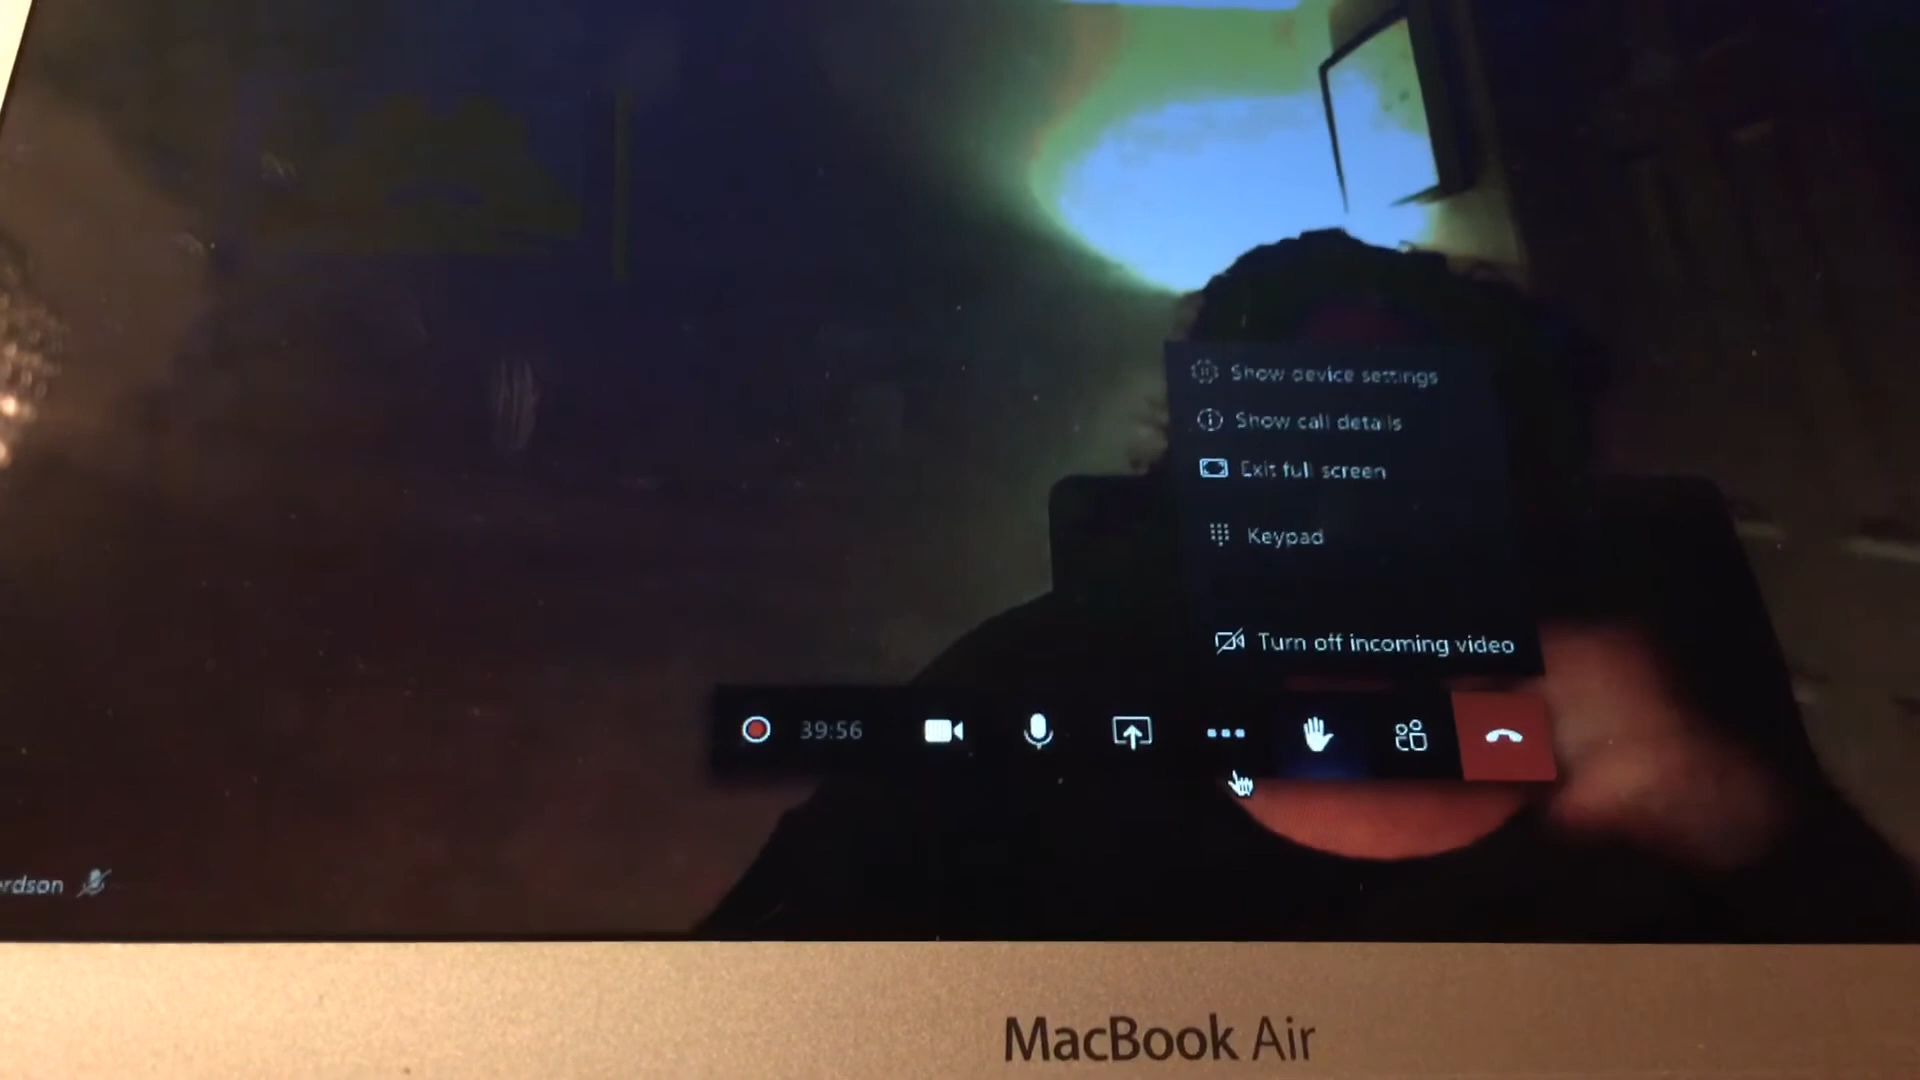 Show device settings
Show call details
Exit full screen
Keypad
Turn off incoming video
39:56
rdson
MacBook Air